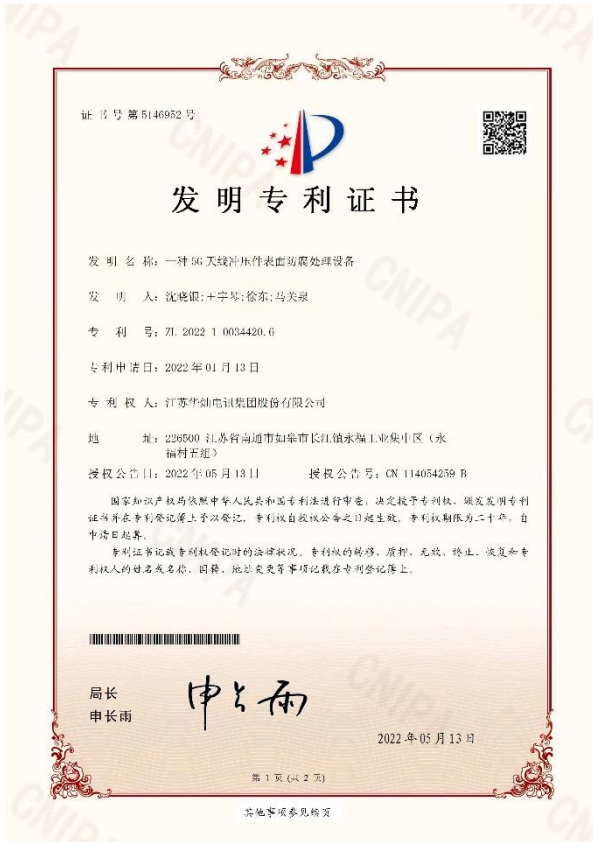 证书号第5146952号
发明专利证书
发明名称：一种5G天线冲压件表面防腐处理设备
发明人：沈晓银;王宇琴;徐东;马关泉
专利号：ZL 2022 1 0034420.6
专利申请日：2022年01月13日
专利权人：江苏华灿电讯集团股份有限公司
地址：226500 江苏省南通市如皋市长江镇永福工业集中区（永
福村五组）
授权公告日：2022年05月13日 授权公告号：CN 114054259 B
国家知识产权局依照中华人民共和国专利法进行审查，决定授予专利权，颁发发明专利
证书并在专利登记簿上予以登记。专利权自授权公告之日起生效。专利权期限为二十年，自
申请日起算。
专利证书记载专利权登记时的法律状况。专利权的转移、质押、无效、终止、恢复和专
利权人的姓名或名称、国籍、地址变更等事项记载在专利登记簿上。
局长
申长雨
申长雨
2022年05月13日
第 1 页 (共 2 页)
其他事项参见续页
CNIPA
CNIPA
CNIPA
CNIPA
CNIPA